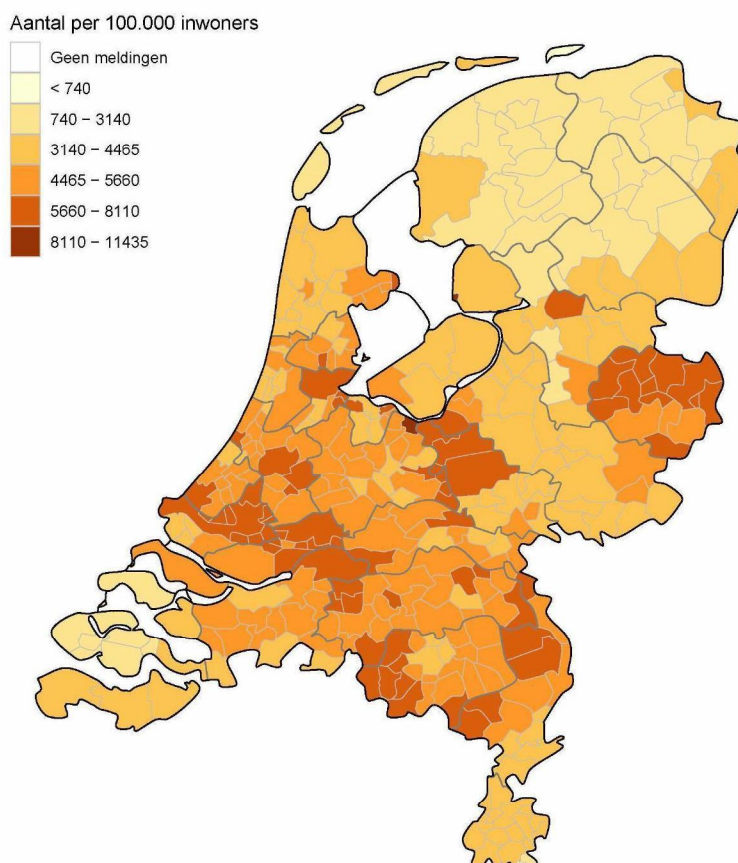 Aantal per 100.000 inwoners
Geen meldingen
< 740
740 − 3140
3140 − 4465
4465 − 5660
5660 − 8110
8110 − 11435